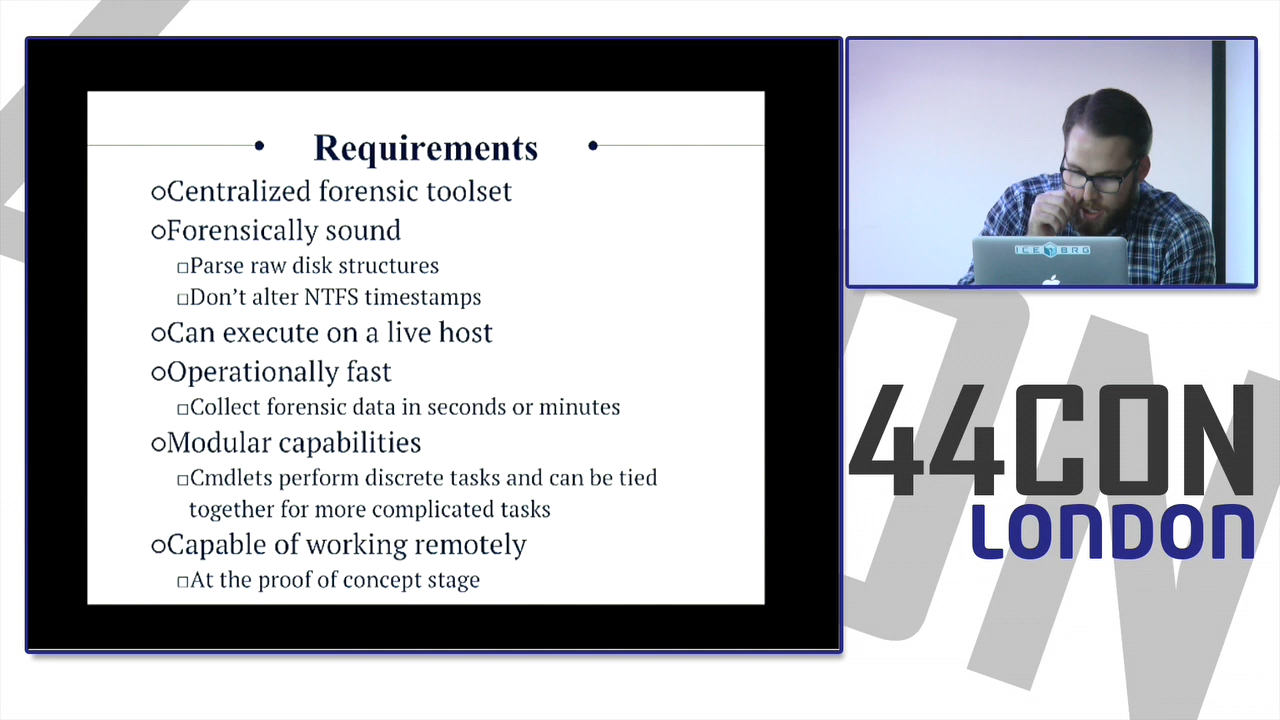 Requirements
Centralized forensic toolset
Forensically sound
Parse raw disk structures
Don’t alter NTFS timestamps
Can execute on a live host
Operationally fast
Collect forensic data in seconds or minutes
Modular capabilities
Cmdlets perform discrete tasks and can be tied
together for more complicated tasks
Capable of working remotely
At the proof of concept stage
ICEBRG
44CON
LONDON